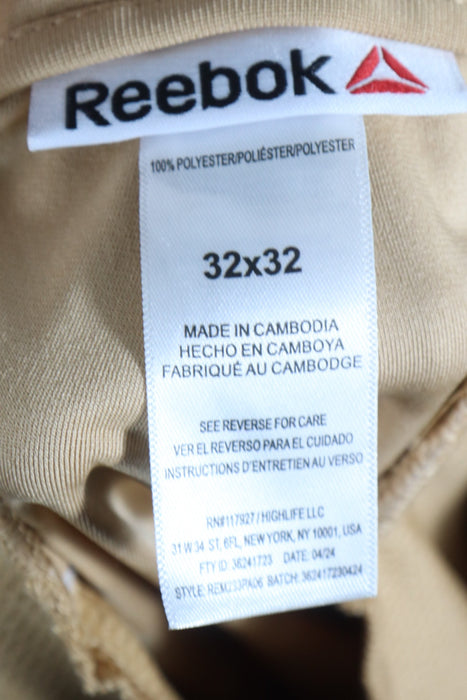 Reebok
100% POLYESTER/POLIÉSTER/POLYESTER
32x32
MADE IN CAMBODIA
HECHO EN CAMBOYA
FABRIQUÉ AU CAMBODGE
SEE REVERSE FOR CARE
VER EL REVERSO PARA EL CUIDADO
INSTRUCTIONS D'ENTRETIEN AU VERSO
RN#117927 / HIGHLIFE LLC
31 W 34 ST, 6FL, NEW YORK, NY 10001, USA
FTY ID: 36241723 DATE: 04/24
STYLE: REM233PA06 BATCH: 362417230424